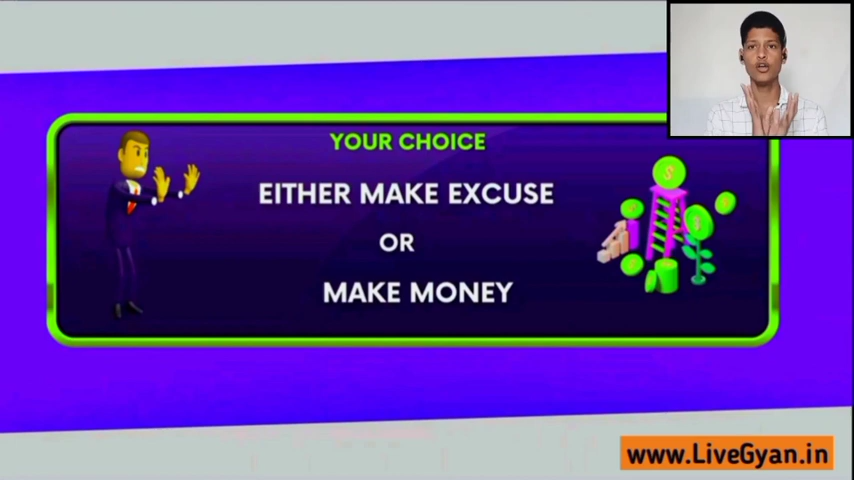 YOUR CHOICE
EITHER MAKE EXCUSE
OR
MAKE MONEY
www.LiveGyan.in